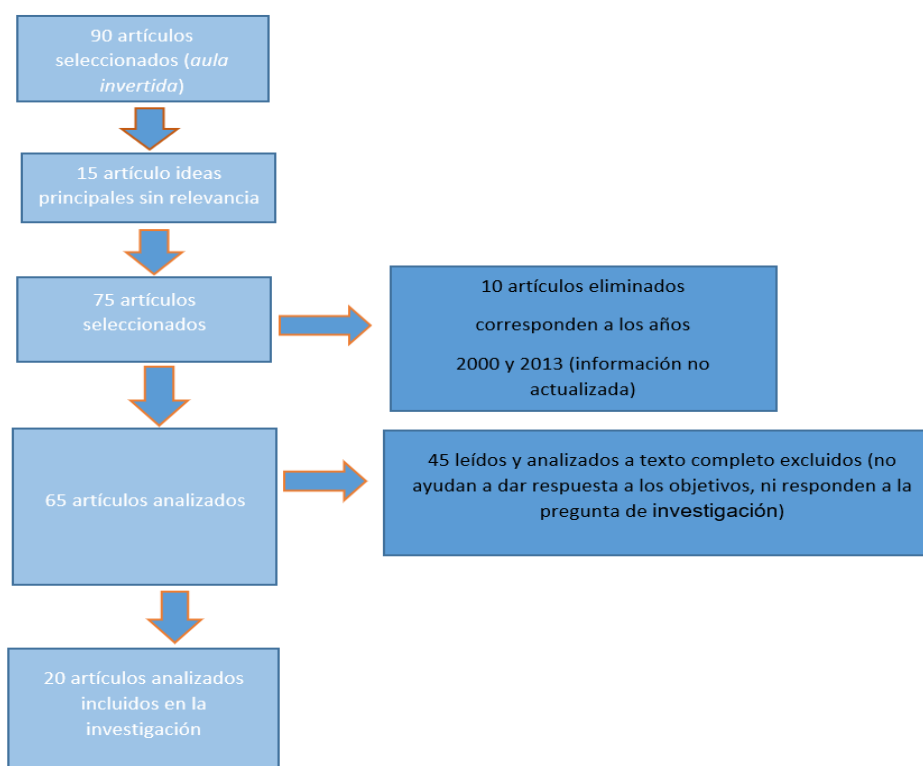 90 artículos
seleccionados (aula
invertida)
15 artículo ideas
principales sin relevancia
75 artículos
seleccionados
10 artículos eliminados
corresponden a los años
2000 y 2013 (información no
actualizada)
65 artículos analizados
45 leídos y analizados a texto completo excluidos (no
ayudan a dar respuesta a los objetivos, ni responden a la
pregunta de investigación)
20 artículos analizados
incluidos en la
investigación